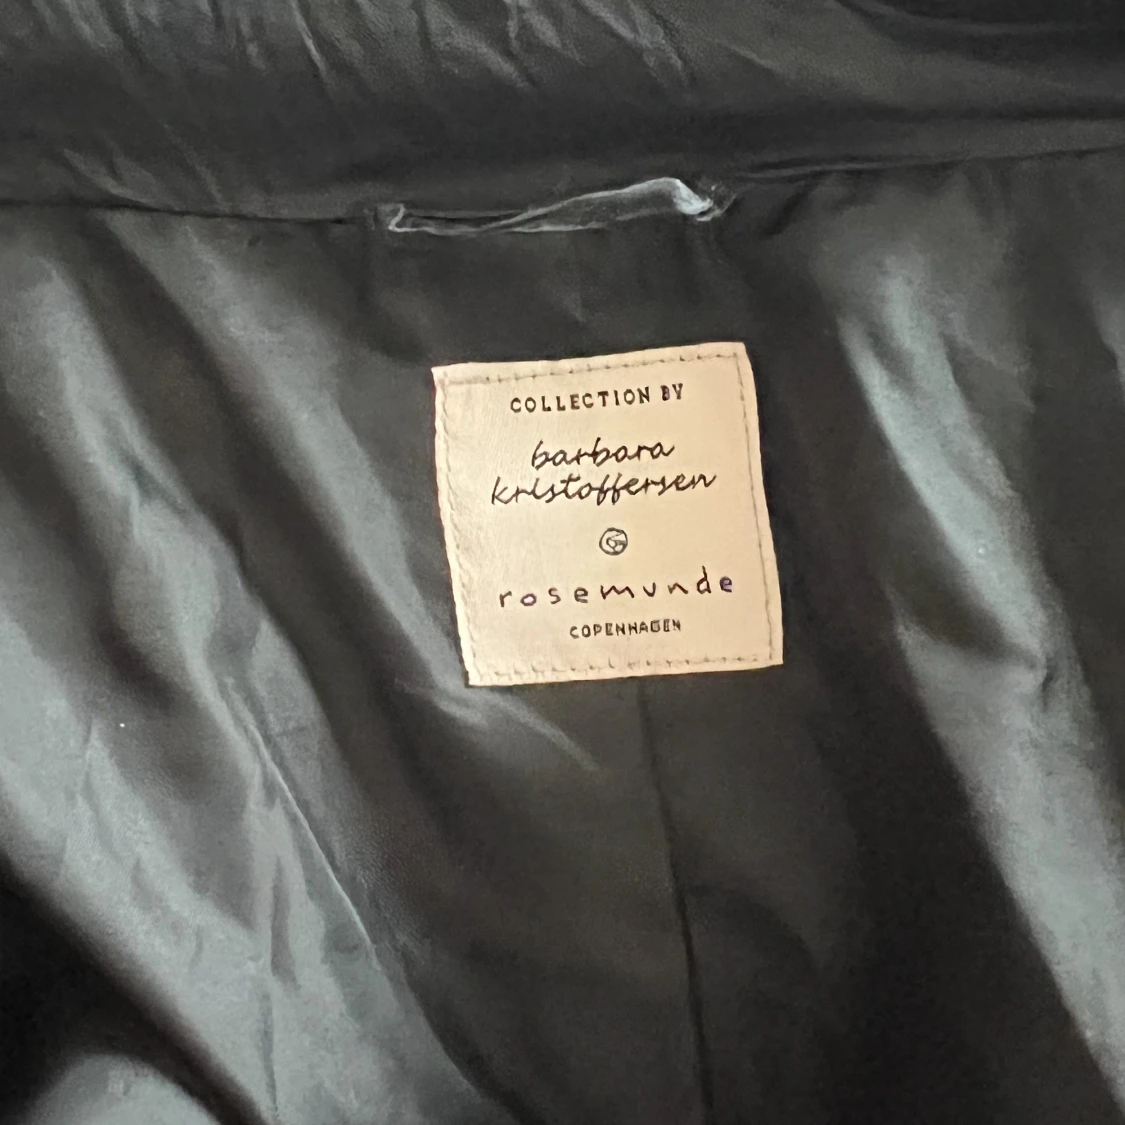 COLLECTION BY
barbara
kristoffersen
rosemunde
COPENHAGEN